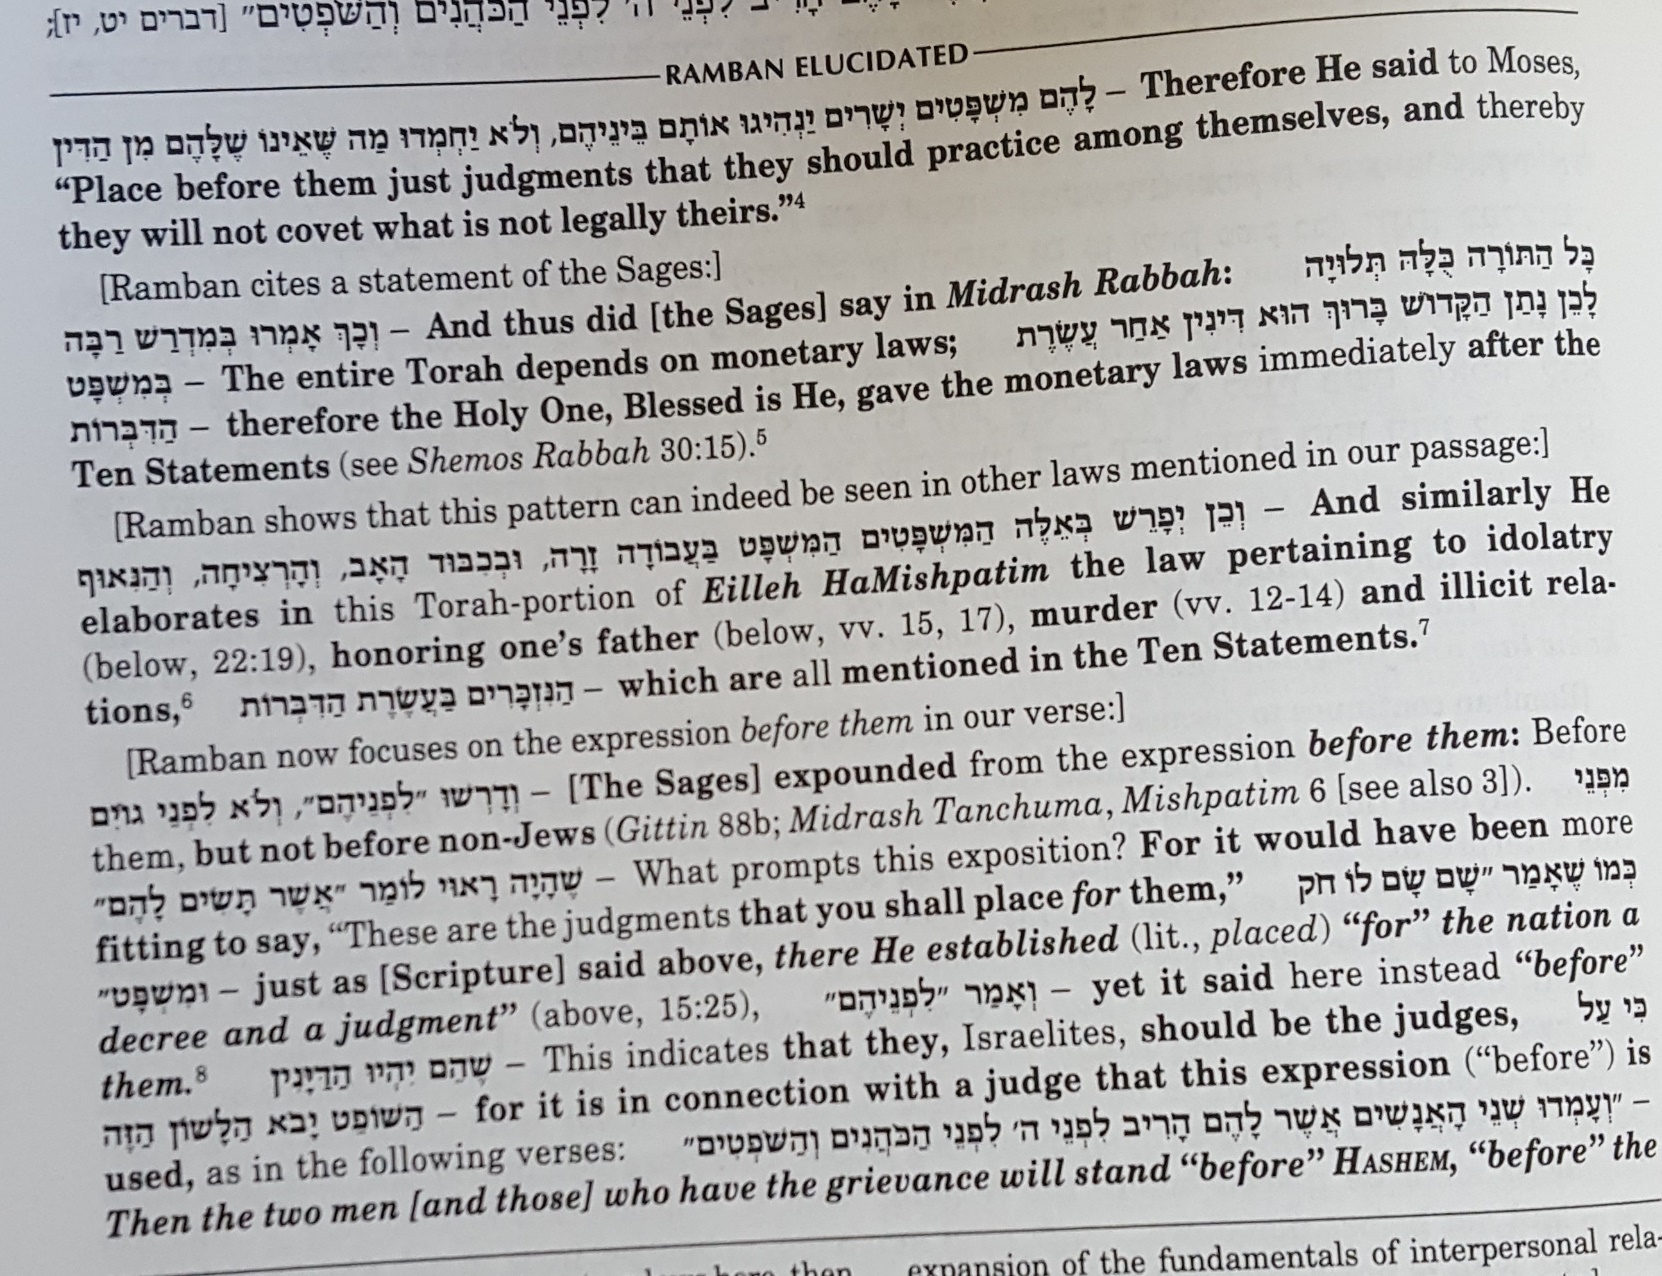 לִפְנֵי ה' לִפְנֵי הַכֹּהֲנִים וְהַשֹּׁפְטִים" [דברים יט, יז];
RAMBAN ELUCIDATED
לָהֶם מִשְׁפָּטִים יְשָׁרִים יַנְהִיגוּ אוֹתָם בֵּינֵיהֶם, וְלֹא יַחְמְדוּ מַה שֶּׁאֵינוֹ שֶׁלָּהֶם מִן הַדִּין – Therefore He said to Moses,
“Place before them just judgments that they should practice among themselves, and thereby
they will not covet what is not legally theirs.”4
[Ramban cites a statement of the Sages:]
וְכָךְ אָמְרוּ בְּמִדְרַשׁ רַבָּה – And thus did [the Sages] say in Midrash Rabbah: כָּל הַתּוֹרָה כֻּלָּהּ תְּלוּיָה
בְּמִשְׁפָּט – The entire Torah depends on monetary laws; לָכֵן נָתַן הַקָּדוֹשׁ בָּרוּךְ הוּא דִּינִין אַחַר עֲשֶׂרֶת
הַדִּבְּרוֹת – therefore the Holy One, Blessed is He, gave the monetary laws immediately after the
Ten Statements (see Shemos Rabbah 30:15).5
[Ramban shows that this pattern can indeed be seen in other laws mentioned in our passage:]
וְכֵן יְפָרֵשׁ בְּאֵלֶּה הַמִּשְׁפָּטִים הַמִּשְׁפָּט בַּעֲבוֹדָה זָרָה, וּבְכִבּוּד הָאָב, וְהָרְצִיחָה, וְהַנִּאוּף – And similarly He
elaborates in this Torah-portion of Eilleh HaMishpatim the law pertaining to idolatry
(below, 22:19), honoring one’s father (below, vv. 15, 17), murder (vv. 12-14) and illicit rela-
tions,6 הַנִּזְכָּרִים בַּעֲשֶׂרֶת הַדִּבְּרוֹת – which are all mentioned in the Ten Statements.7
[Ramban now focuses on the expression before them in our verse:]
וְדָרְשׁוּ "לִפְנֵיהֶם", וְלֹא לִפְנֵי גוֹיִם – [The Sages] expounded from the expression before them: Before
them, but not before non-Jews (Gittin 88b; Midrash Tanchuma, Mishpatim 6 [see also 3]). מִפְּנֵי
שֶׁהָיָה רָאוּי לוֹמַר "אֲשֶׁר תָּשִׂים לָהֶם" – What prompts this exposition? For it would have been more
fitting to say, “These are the judgments that you shall place for them,” כְּמוֹ שֶׁאָמַר "שָׁם שָׂם לוֹ חֹק
וּמִשְׁפָּט" – just as [Scripture] said above, there He established (lit., placed) “for” the nation a
decree and a judgment” (above, 15:25), וְאָמַר "לִפְנֵיהֶם" – yet it said here instead “before”
them.8 שֶׁהֵם יִהְיוּ הַדַּיָּנִין – This indicates that they, Israelites, should be the judges, כִּי עַל
הַשּׁוֹפֵט יָבֹא הַלָּשׁוֹן הַזֶּה – for it is in connection with a judge that this expression (“before”) is
used, as in the following verses: "וְעָמְדוּ שְׁנֵי הָאֲנָשִׁים אֲשֶׁר לָהֶם הָרִיב לִפְנֵי ה' לִפְנֵי הַכֹּהֲנִים וְהַשֹּׁפְטִים" –
Then the two men [and those] who have the grievance will stand “before” HASHEM, “before” the
expansion of the fundamentals of interpersonal rela-